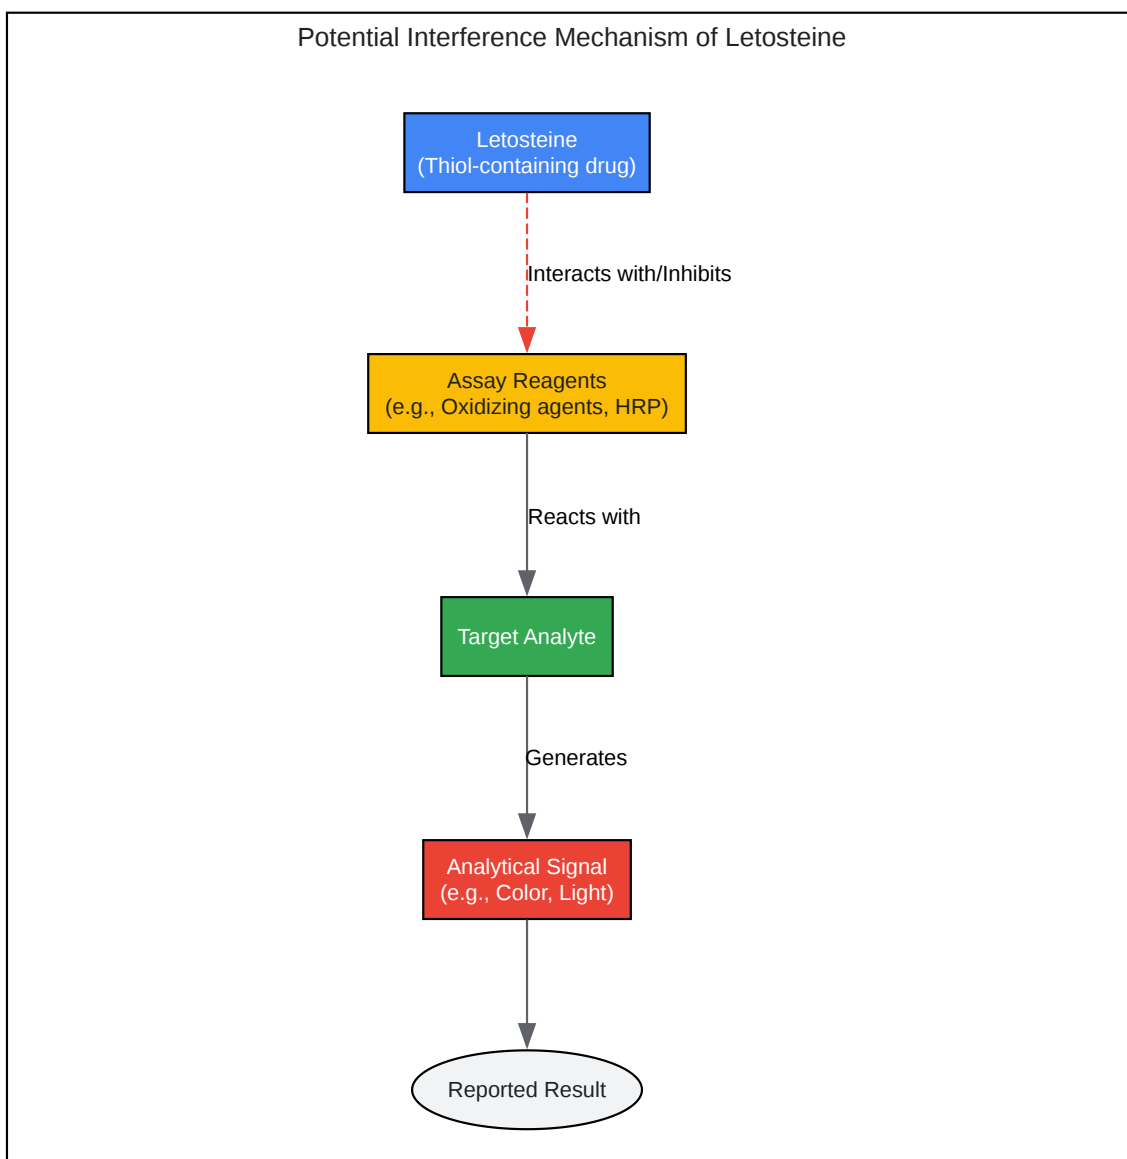 Potential Interference Mechanism of Letosteine
Letosteine
(Thiol-containing drug)
Interacts with/Inhibits
Assay Reagents
(e.g., Oxidizing agents, HRP)
Reacts with
Target Analyte
Generates
Analytical Signal
(e.g., Color, Light)
Reported Result